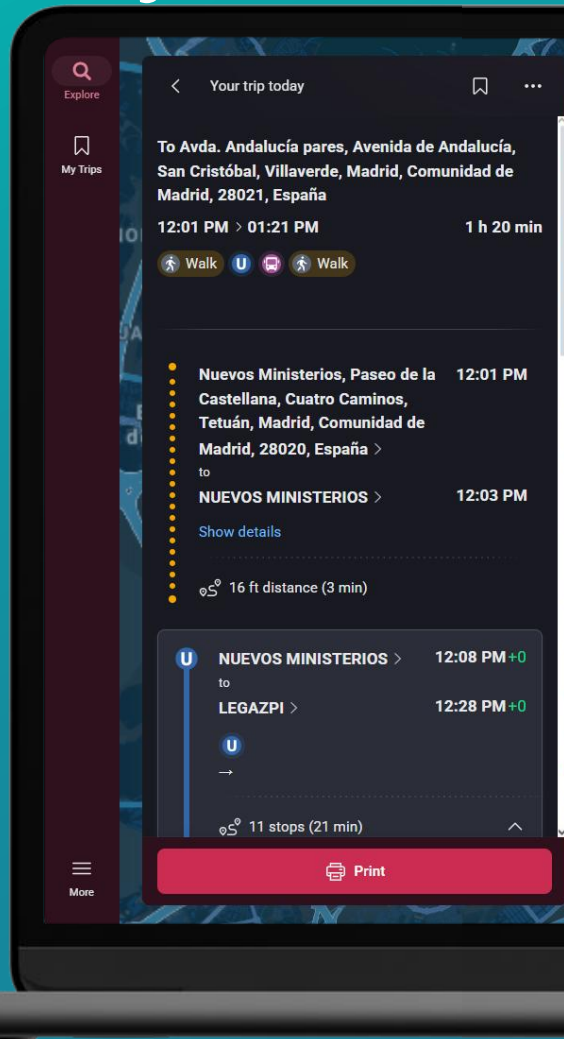 Explore
My Trips
Your trip today
To Avda. Andalucía pares, Avenida de Andalucía,
San Cristóbal, Villaverde, Madrid, Comunidad de
Madrid, 28021, España
12:01 PM > 01:21 PM 1 h 20 min
Walk U Walk
Nuevos Ministerios, Paseo de la 12:01 PM
Castellana, Cuatro Caminos,
Tetuán, Madrid, Comunidad de
Madrid, 28020, España >
to
NUEVOS MINISTERIOS > 12:03 PM
Show details
16 ft distance (3 min)
U NUEVOS MINISTERIOS > 12:08 PM+0
to
LEGAZPI > 12:28 PM+0
U
→
11 stops (21 min)
Print
More